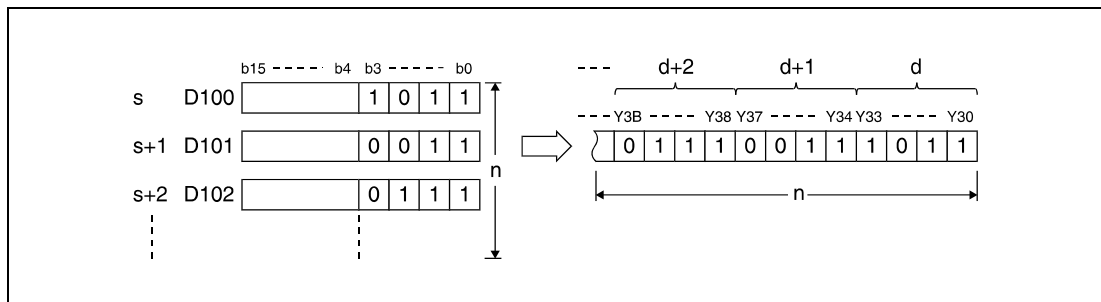 b15 ------ b4 b3 ------ b0
s D100 1 0 1 1
s+1 D101 0 0 1 1
s+2 D102 0 1 1 1
n
---- d+2 d+1 d
---- Y3B ---- Y38 Y37 ---- Y34 Y33 ---- Y30
0 1 1 1 0 0 1 1 1 0 1 1
n